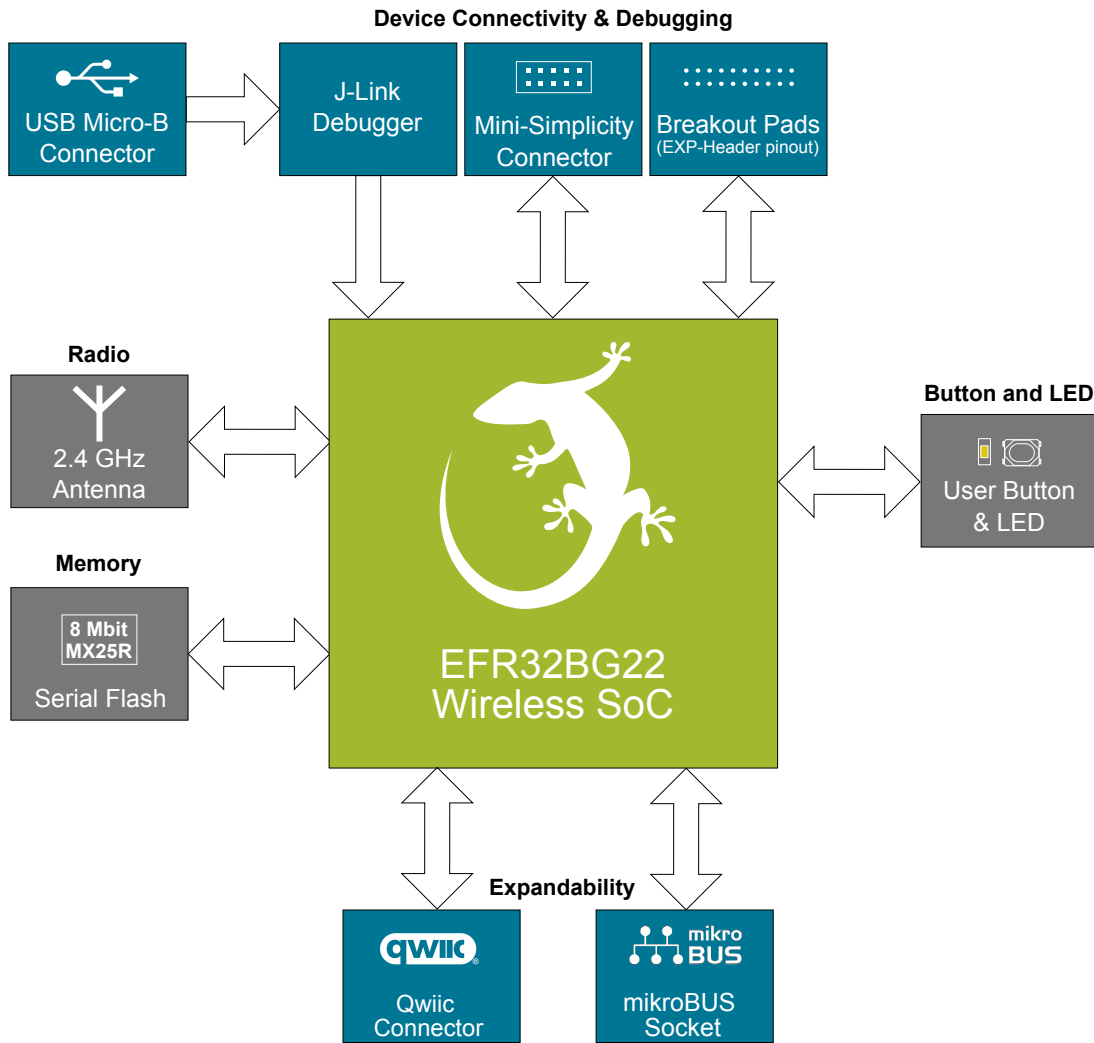 Device Connectivity & Debugging
USB Micro-B
Connector
J-Link
Debugger
Mini-Simplicity
Connector
Breakout Pads
(EXP-Header pinout)
Radio
2.4 GHz
Antenna
Button and LED
User Button
& LED
Memory
8 Mbit
MX25R
Serial Flash
EFR32BG22
Wireless SoC
Expandability
qwiic
Qwiic
Connector
mikro
BUS
mikroBUS
Socket